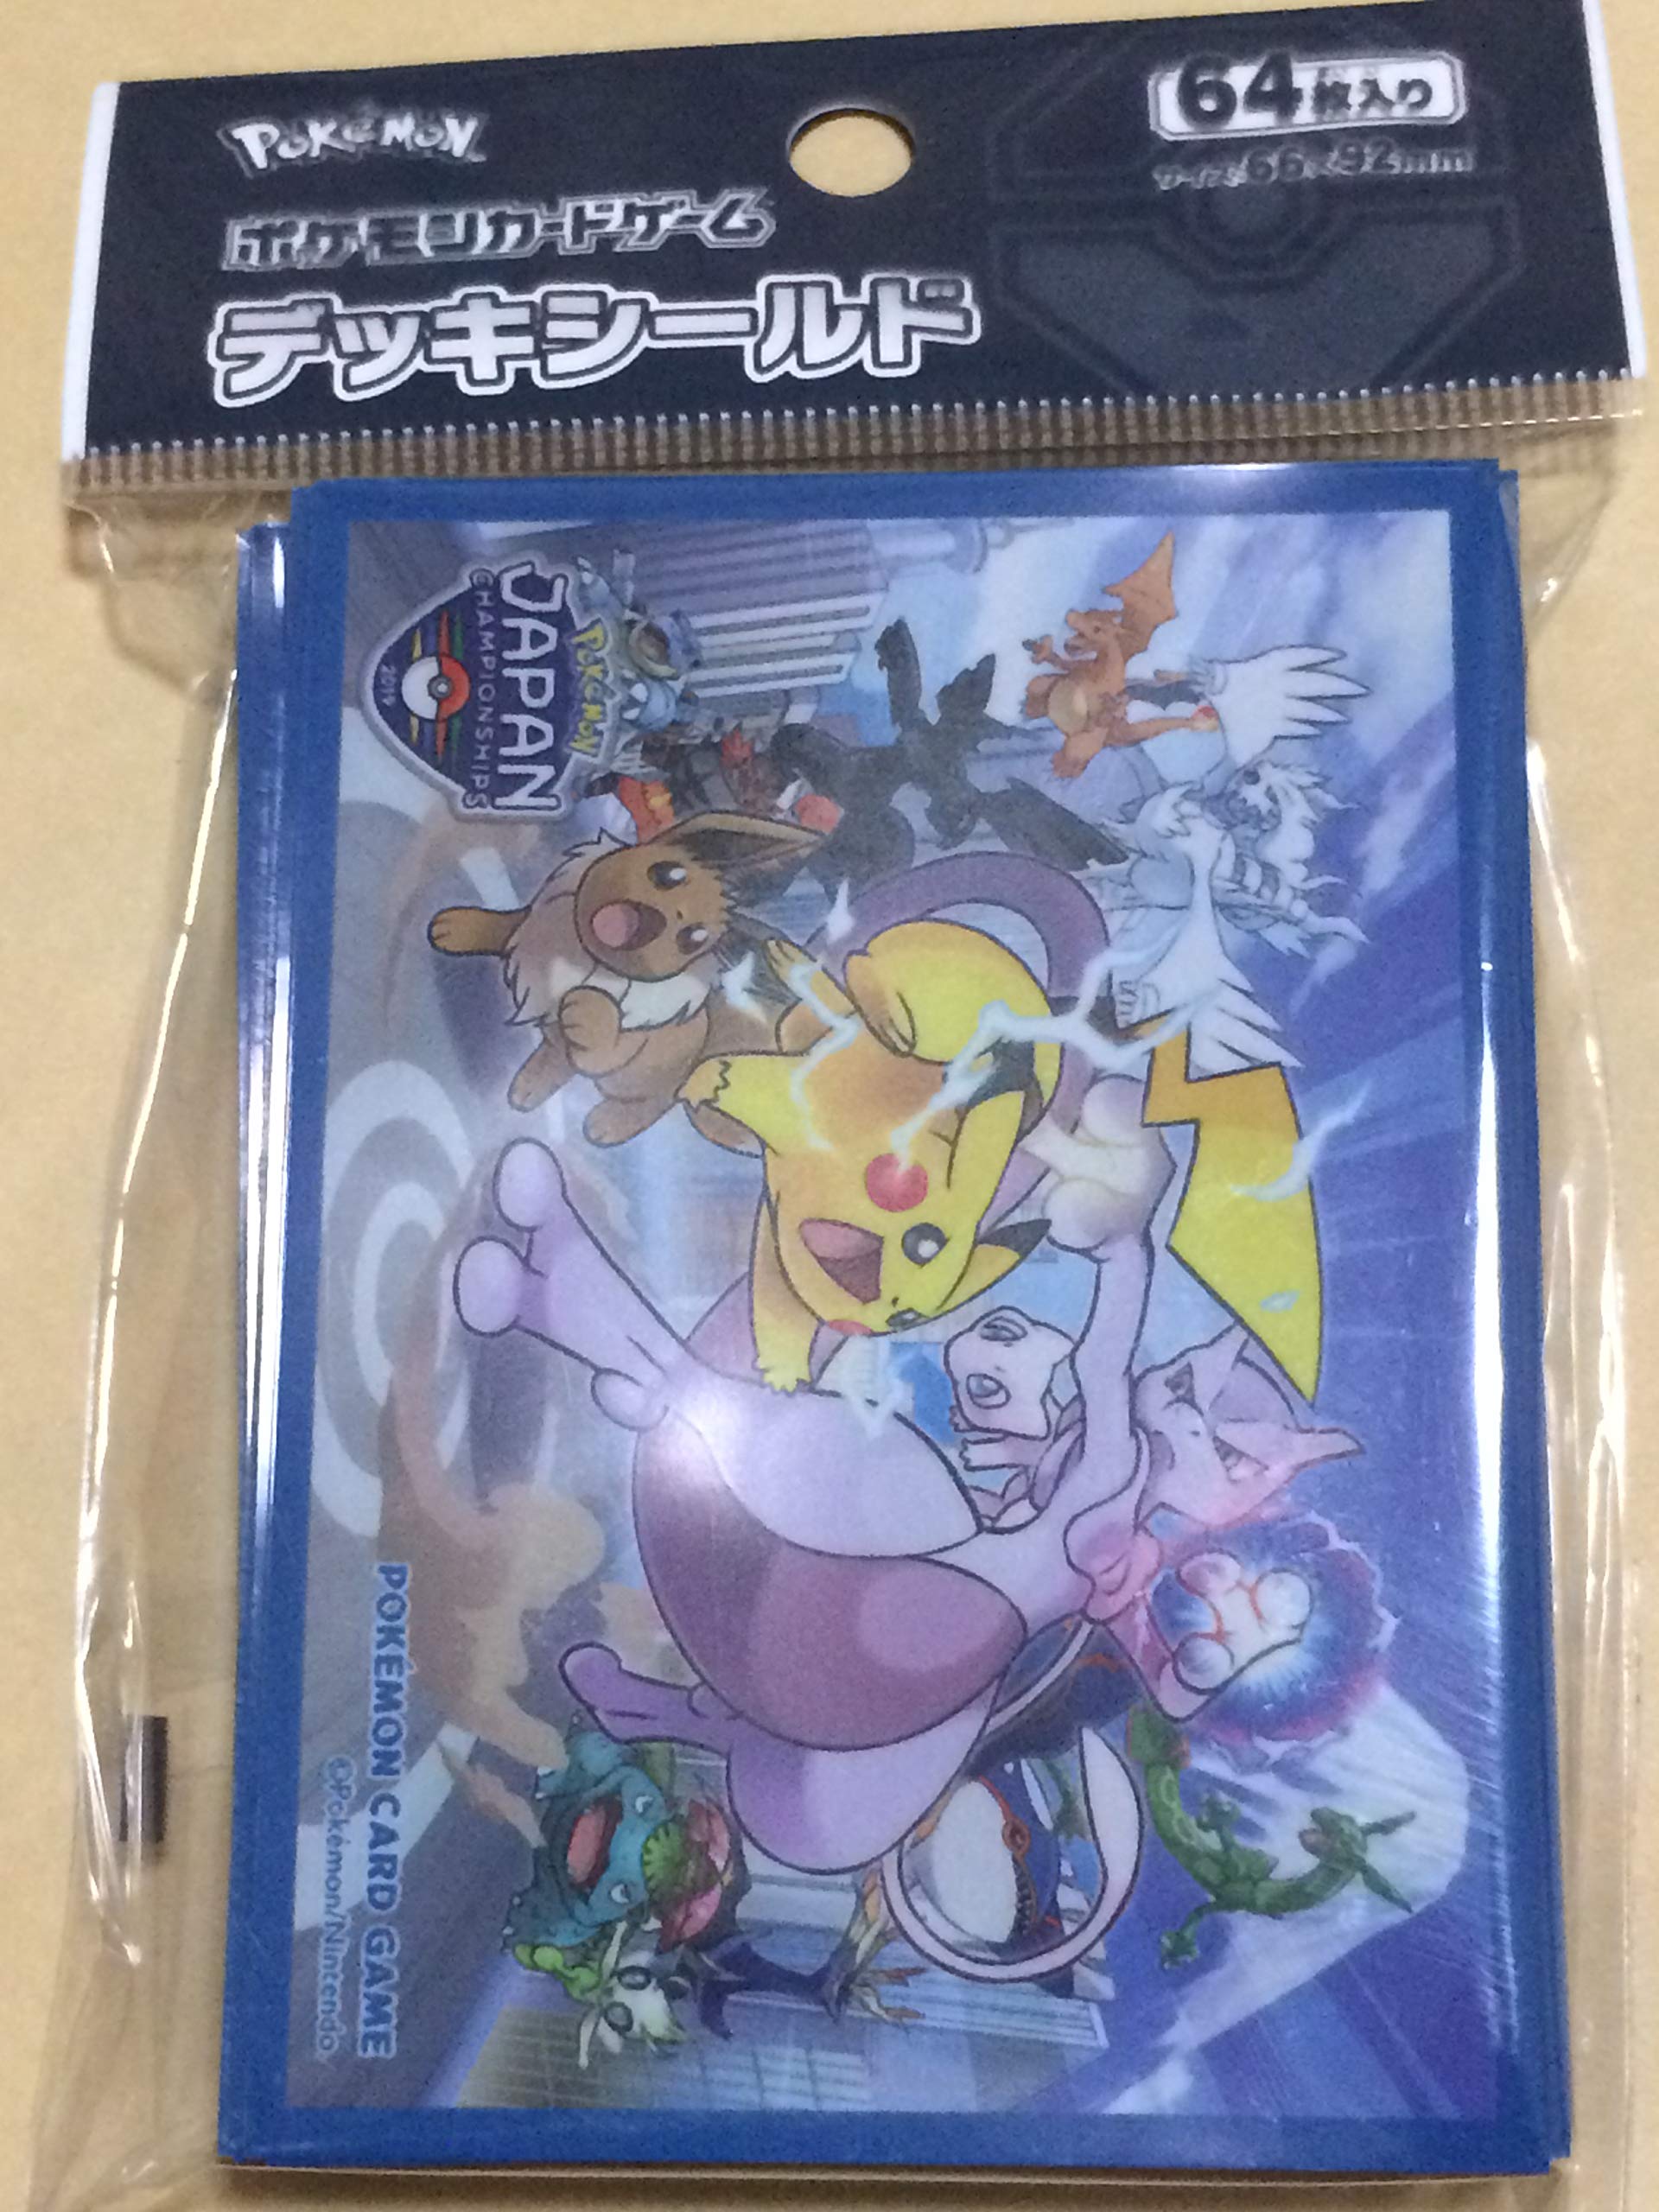 POKÉMON
ポケモンカードゲーム
デッキシールド
64枚入り
サイズ:66×92mm
POKÉMON
JAPAN
CHAMPIONSHIPS
2019
POKÉMON CARD GAME
©Pokémon/Nintendo